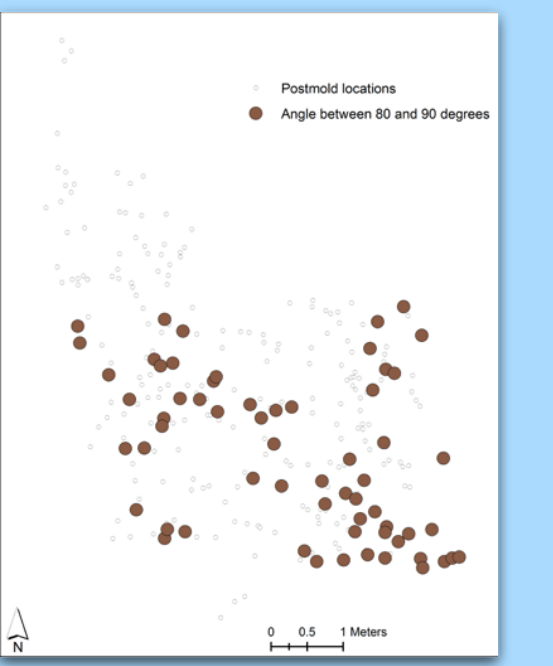 Postmold locations
Angle between 80 and 90 degrees
0 0.5 1 Meters
N